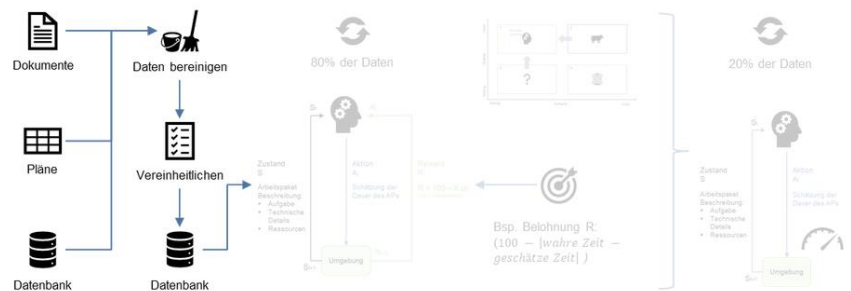 Dokumente
Daten bereinigen
Pläne
Vereinheitlichen
Datenbank
Datenbank
80% der Daten
Zustand
S
Arbeitspaket
Beschreibung:
Aufgabe
Technische
Details
Ressourcen
Aktion
Schätzung der
Dauer des APs
Umgebung
?
Bsp. Belohnung R:
(100 − |wahre Zeit −
geschätze Zeit| )
20% der Daten
Zustand
S
Arbeitspaket
Beschreibung:
Aufgabe
Technische
Details
Ressourcen
Aktion
Schätzung der
Dauer des APs
Umgebung